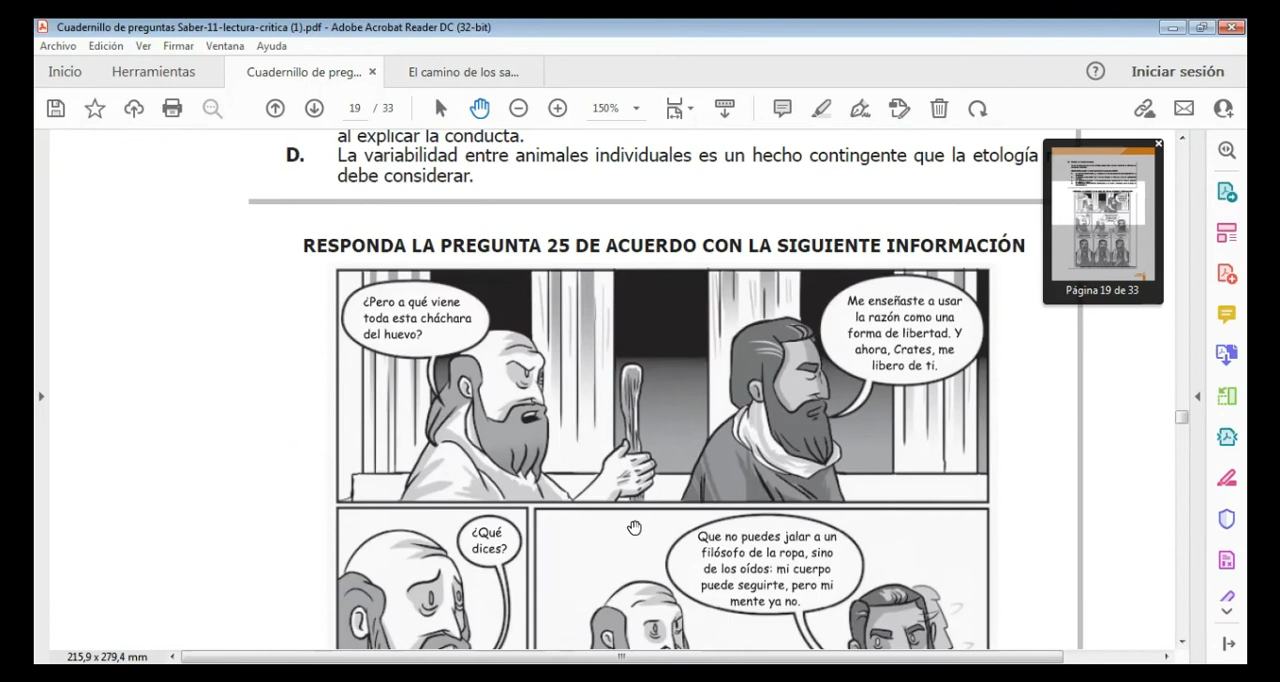 Cuadernillo de preguntas Saber-11-lectura-critica (1).pdf - Adobe Acrobat Reader DC (32-bit)
Archivo Edición Ver Firmar Ventana Ayuda
Inicio Herramientas Cuadernillo de preg... El camino de los sa... Iniciar sesión
19 / 33 150%
al explicar la conducta.
D. La variabilidad entre animales individuales es un hecho contingente que la etología
debe considerar.
RESPONDA LA PREGUNTA 25 DE ACUERDO CON LA SIGUIENTE INFORMACIÓN
Página 19 de 33
¿Pero a qué viene
toda esta cháchara
del huevo?
Me enseñaste a usar
la razón como una
forma de libertad. Y
ahora, Crates, me
libero de ti.
¿Qué
dices?
Que no puedes jalar a un
filósofo de la ropa, sino
de los oídos: mi cuerpo
puede seguirte, pero mi
mente ya no.
215,9 x 279,4 mm